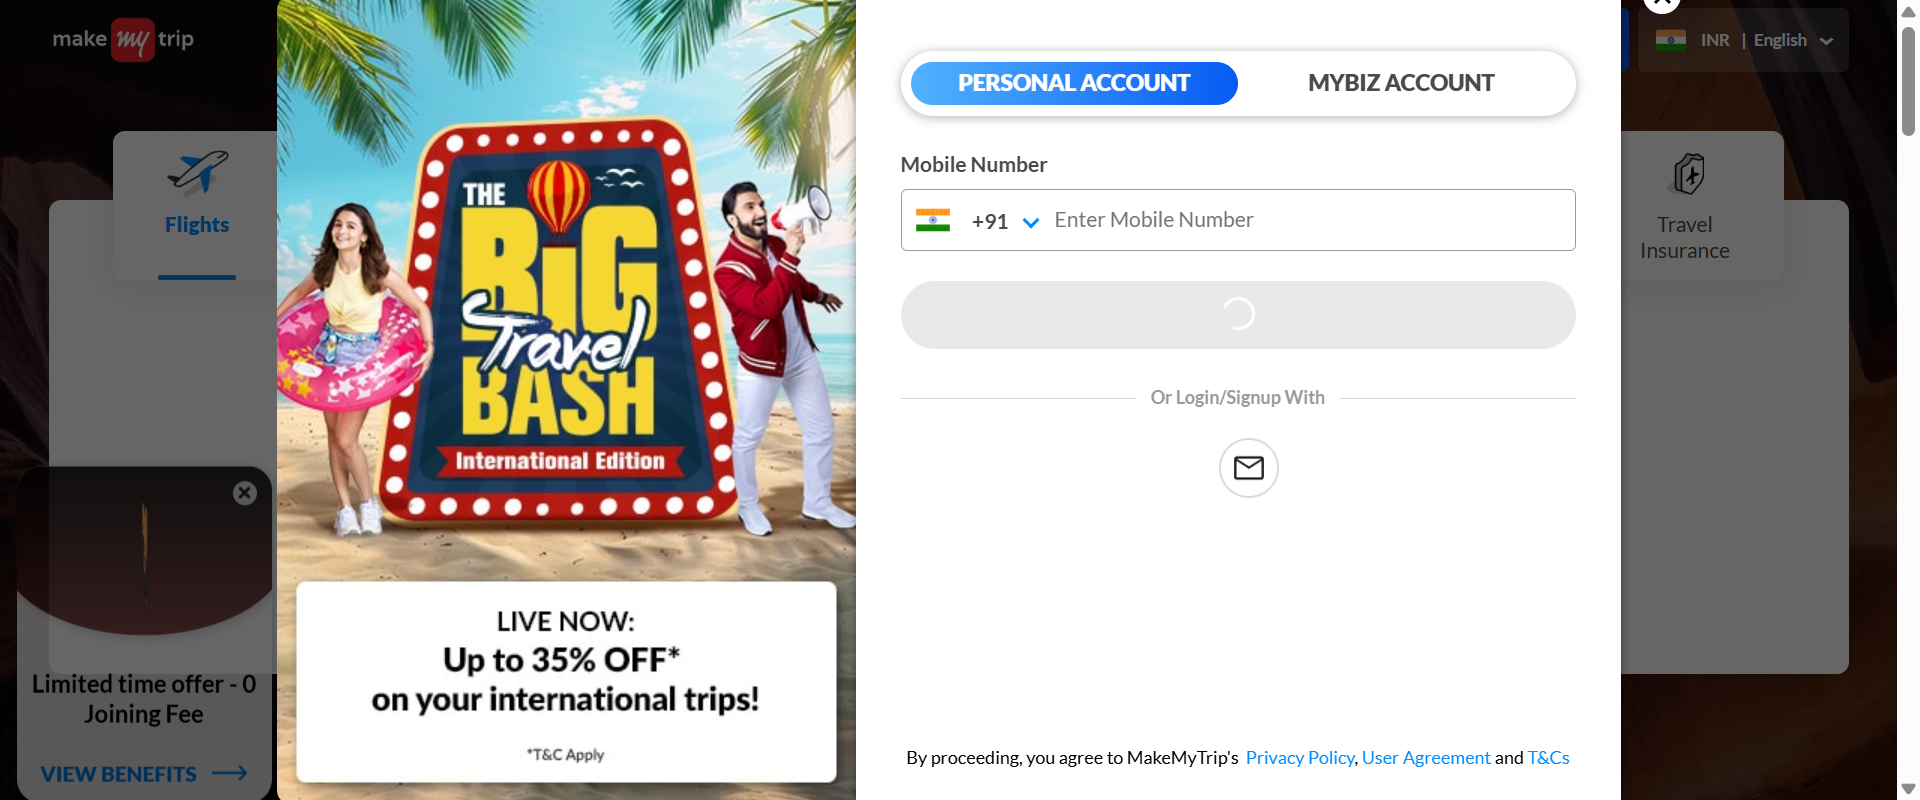 make my trip
INR | English
Flights
Travel
Insurance
Limited time offer - 0
Joining Fee
VIEW BENEFITS
THE
BIG
Travel
BASH
International Edition
LIVE NOW:
Up to 35% OFF*
on your international trips!
*T&C Apply
PERSONAL ACCOUNT
MYBIZ ACCOUNT
Mobile Number
+91 Enter Mobile Number
Or Login/Signup With
By proceeding, you agree to MakeMyTrip's Privacy Policy, User Agreement and T&Cs